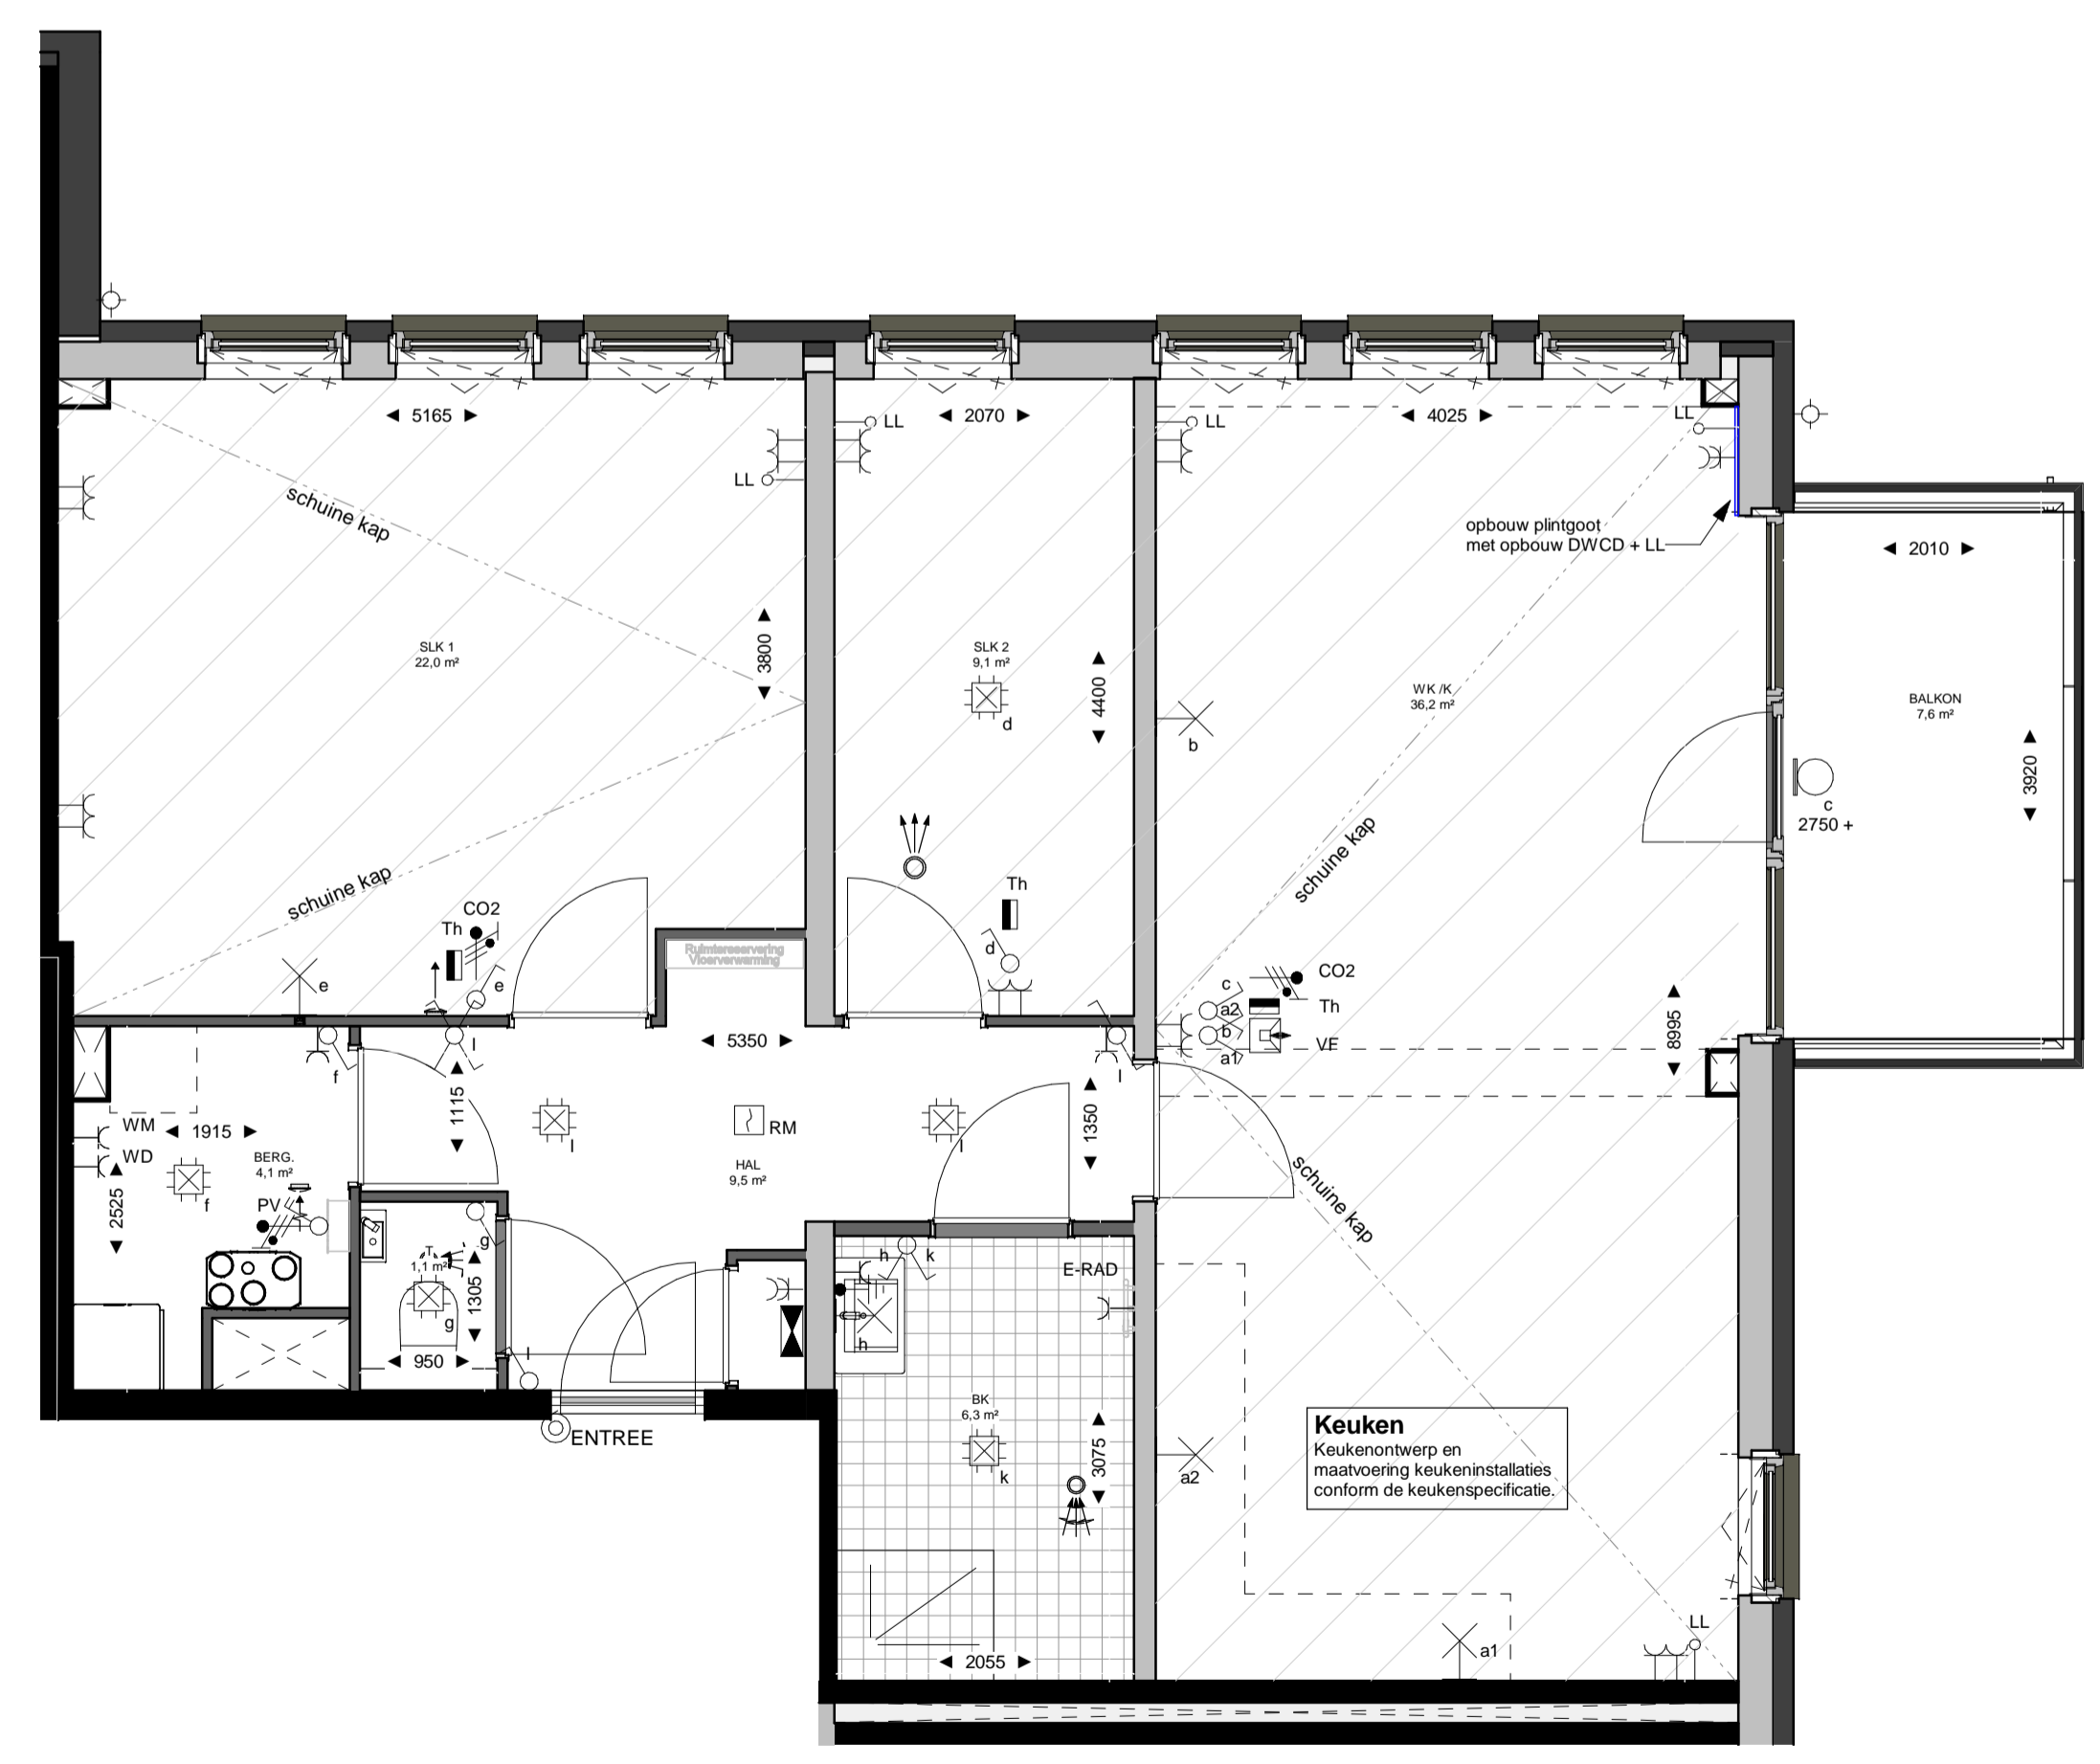 5165
2070
4025
LL
LL
LL
LL
schuine kap
opbouw plintgoot
met opbouw DWCD + LL
2010
SLK 1
22,0 m²
3800
SLK 2
9,1 m²
d
4400
b
WK /K
36,2 m²
BALKON
7,6 m²
3920
c
2750 +
schuine kap
schuine kap
CO2
Th
e
e
Ruimtereservering
Vloerverwarming
Th
d
c
a2
b
a1
CO2
Th
VF
8995
f
l
5350
l
1115
1350
WM
WD
1915
BERG.
4,1 m²
f
2525
PV
l
RM
HAL
9,5 m²
l
schuine kap
T
1,1 m²
g
g
1305
950
l
h
k
h
E-RAD
ENTREE
BK
6,3 m²
k
3075
a2
Keuken
Keukenontwerp en
maatvoering keukeninstallaties
conform de keukenspecificatie.
2055
a1
LL